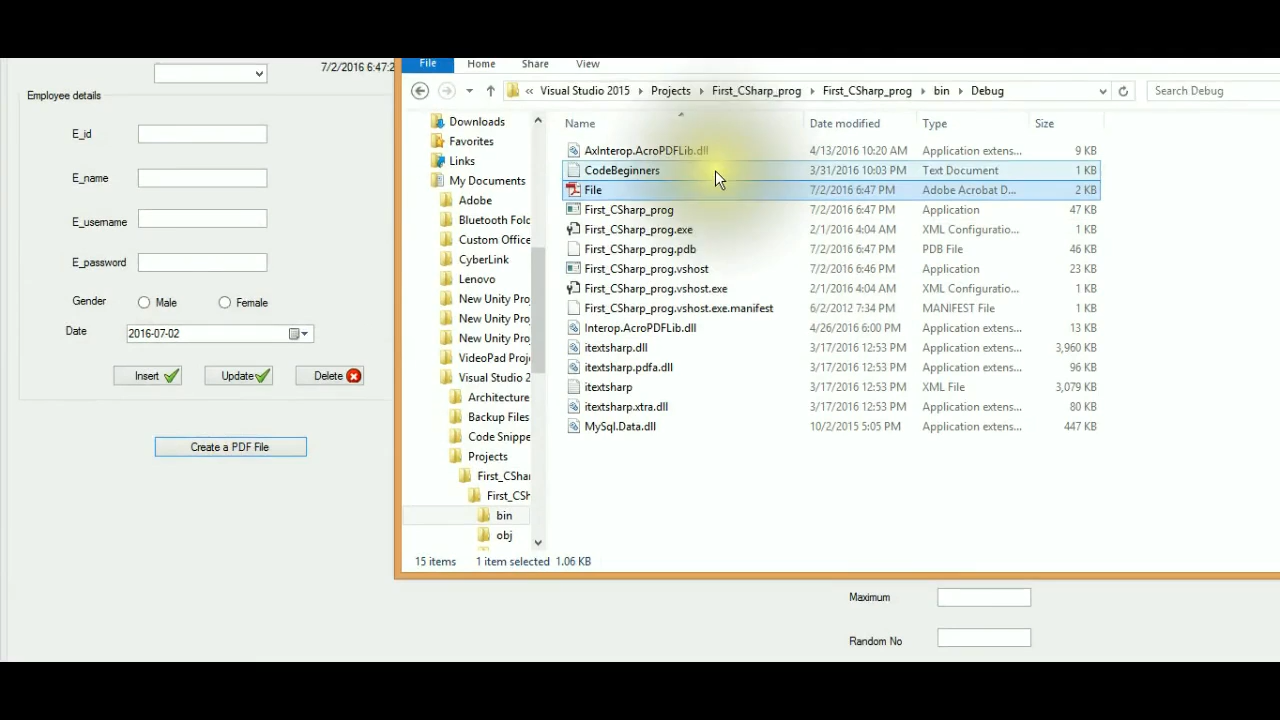 7/2/2016 6:47:2
Employee details
E_id
E_name
E_username
E_password
Gender
Male
Female
Date
2016-07-02
Insert
Update
Delete
Create a PDF File
File
Home
Share
View
« Visual Studio 2015 Projects First_CSharp_prog First_CSharp_prog bin Debug
Search Debug
Downloads
Favorites
Links
My Documents
Adobe
Bluetooth Fold
Custom Office
CyberLink
Lenovo
New Unity Proj
New Unity Proj
New Unity Proj
VideoPad Proj
Visual Studio 2
Architecture
Backup Files
Code Snippe
Projects
First_CShar
First_CSh
bin
obj
Name Date modified Type Size
AxInterop.AcroPDFLib.dll 4/13/2016 10:20 AM Application extens... 9 KB
CodeBeginners 3/31/2016 10:03 PM Text Document 1 KB
File 7/2/2016 6:47 PM Adobe Acrobat D... 2 KB
First_CSharp_prog 7/2/2016 6:47 PM Application 47 KB
First_CSharp_prog.exe 2/1/2016 4:04 AM XML Configuratio... 1 KB
First_CSharp_prog.pdb 7/2/2016 6:47 PM PDB File 46 KB
First_CSharp_prog.vshost 7/2/2016 6:46 PM Application 23 KB
First_CSharp_prog.vshost.exe 2/1/2016 4:04 AM XML Configuratio... 1 KB
First_CSharp_prog.vshost.exe.manifest 6/2/2012 7:34 PM MANIFEST File 1 KB
Interop.AcroPDFLib.dll 4/26/2016 6:00 PM Application extens... 13 KB
itextsharp.dll 3/17/2016 12:53 PM Application extens... 3,960 KB
itextsharp.pdfa.dll 3/17/2016 12:53 PM Application extens... 96 KB
itextsharp 3/17/2016 12:53 PM XML File 3,079 KB
itextsharp.xtra.dll 3/17/2016 12:53 PM Application extens... 80 KB
MySql.Data.dll 10/2/2015 5:05 PM Application extens... 447 KB
15 items 1 item selected 1.06 KB
Maximum
Random No